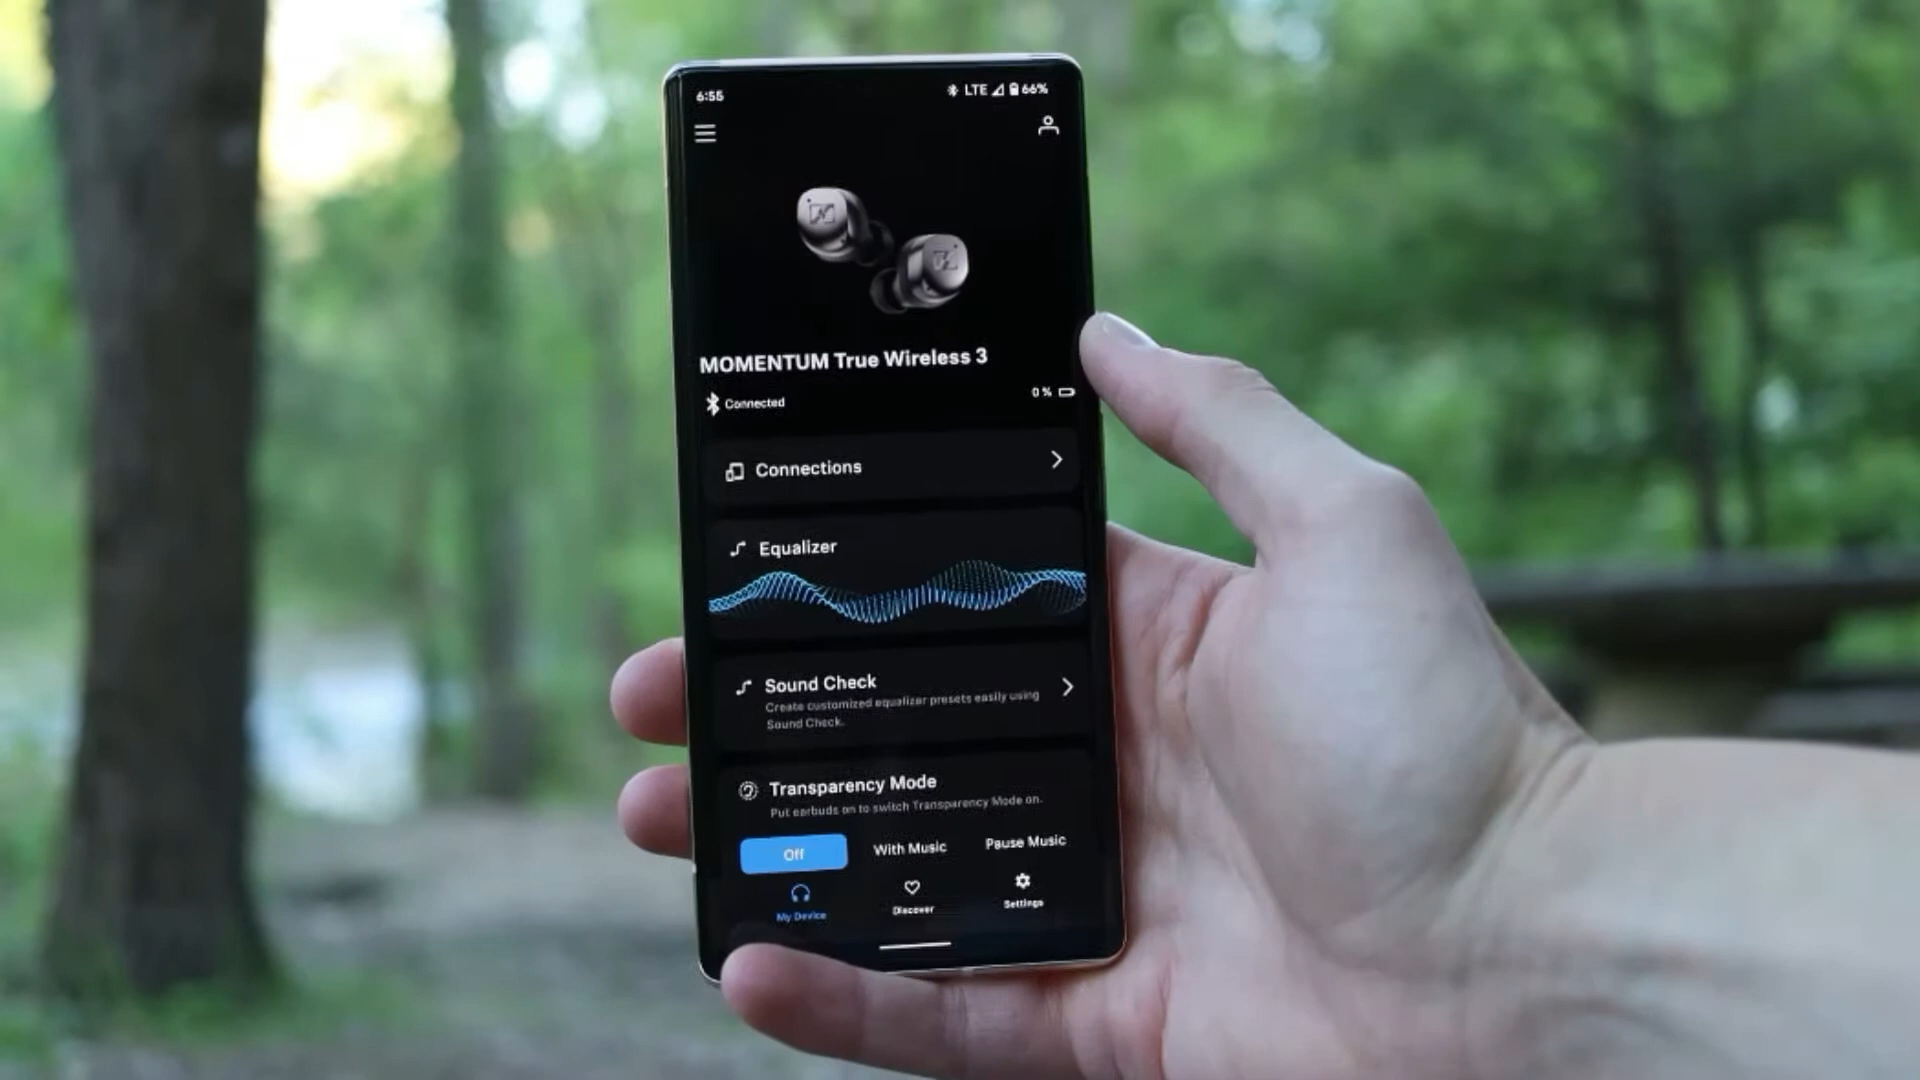 6:55
LTE 66%
MOMENTUM True Wireless 3
Connected
0 %
Connections
Equalizer
Sound Check
Create customized equalizer presets easily using
Sound Check.
Transparency Mode
Put earbuds on to switch Transparency Mode on.
Off With Music Pause Music
My Device Discover Settings